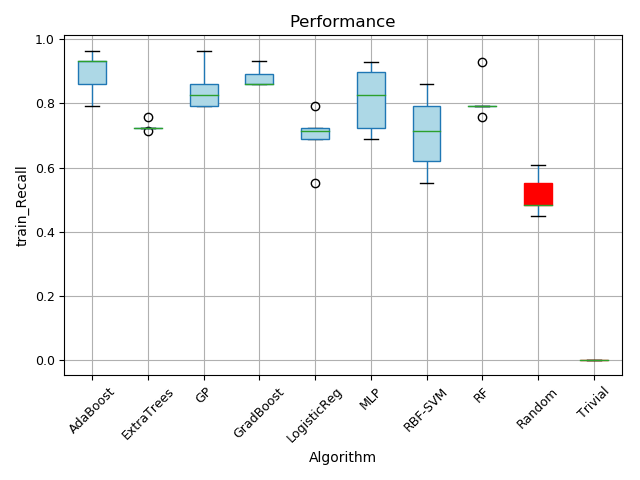 Performance
train_Recall
1.0
0.8
0.6
0.4
0.2
0.0
AdaBoost
ExtraTrees
GP
GradBoost
LogisticReg
MLP
RBF-SVM
RF
Random
Trivial
Algorithm